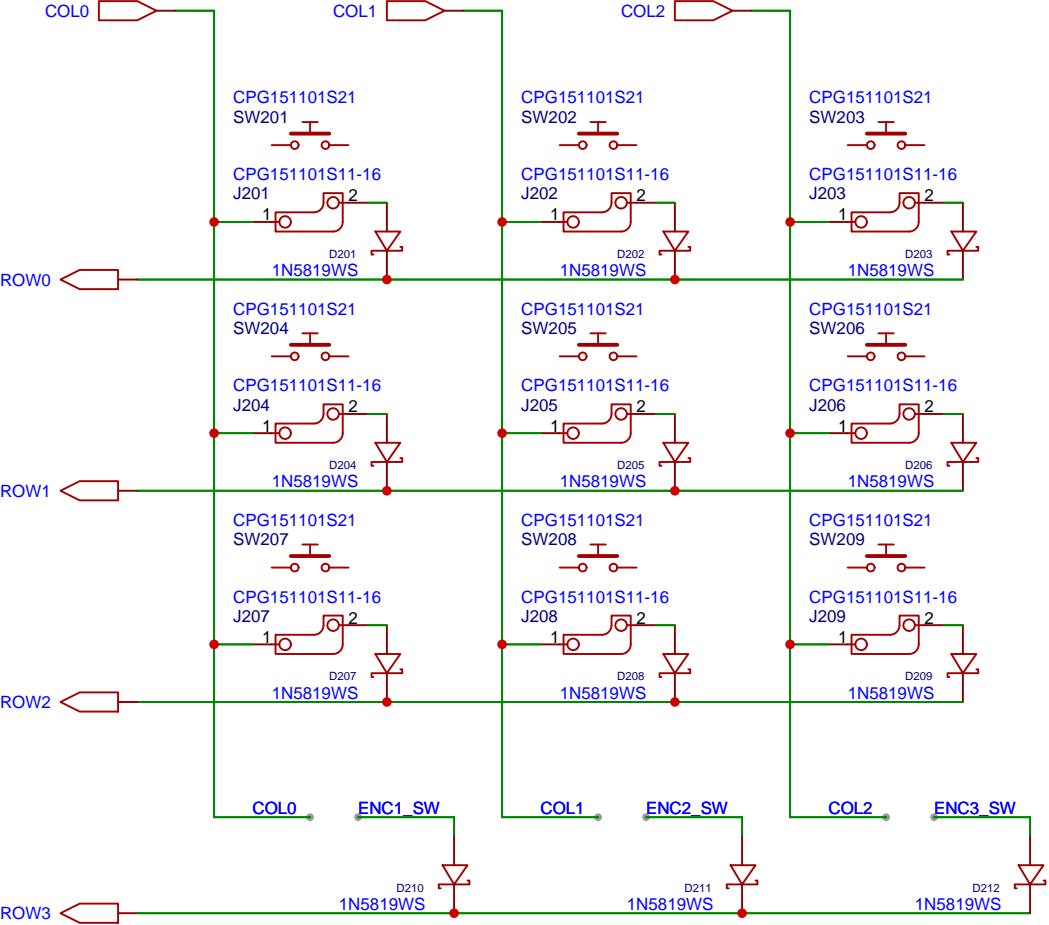 COL0 COL1 COL2
CPG151101S21 CPG151101S21 CPG151101S21
SW201 SW202 SW203
CPG151101S11-16 CPG151101S11-16 CPG151101S11-16
J201 2 J202 2 J203 2
1 1 1
D201 D202 D203
1N5819WS 1N5819WS 1N5819WS
ROW0
CPG151101S21 CPG151101S21 CPG151101S21
SW204 SW205 SW206
CPG151101S11-16 CPG151101S11-16 CPG151101S11-16
J204 2 J205 2 J206 2
1 1 1
D204 D205 D206
1N5819WS 1N5819WS 1N5819WS
ROW1
CPG151101S21 CPG151101S21 CPG151101S21
SW207 SW208 SW209
CPG151101S11-16 CPG151101S11-16 CPG151101S11-16
J207 2 J208 2 J209 2
1 1 1
D207 D208 D209
1N5819WS 1N5819WS 1N5819WS
ROW2
COL0 ENC1_SW COL1 ENC2_SW COL2 ENC3_SW
D210 D211 D212
1N5819WS 1N5819WS 1N5819WS
ROW3